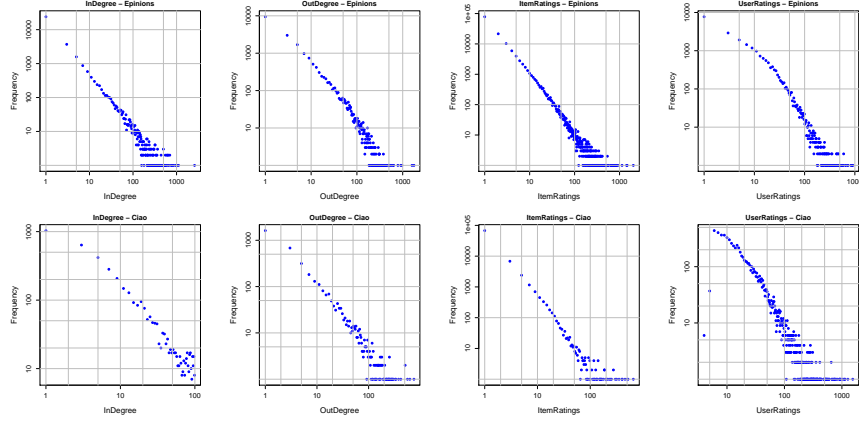 InDegree − Epinions
Frequency
10 100 1000 10000
1 10 100 1000
InDegree
OutDegree − Epinions
Frequency
10 100 1000 10000
1 10 100 1000
OutDegree
ItemRatings − Epinions
Frequency
10 100 1000 10000 1e+05
1 10 100 1000
ItemRatings
UserRatings − Epinions
Frequency
10 100 1000 10000
1 10 100 1000
UserRatings
InDegree − Ciao
Frequency
10 100 1000
1 10 100
InDegree
OutDegree − Ciao
Frequency
10 100 1000
1 10 100
OutDegree
ItemRatings − Ciao
Frequency
10 100 1000 10000 1e+05
1 10 100
ItemRatings
UserRatings − Ciao
Frequency
10 100
10 100 1000
UserRatings